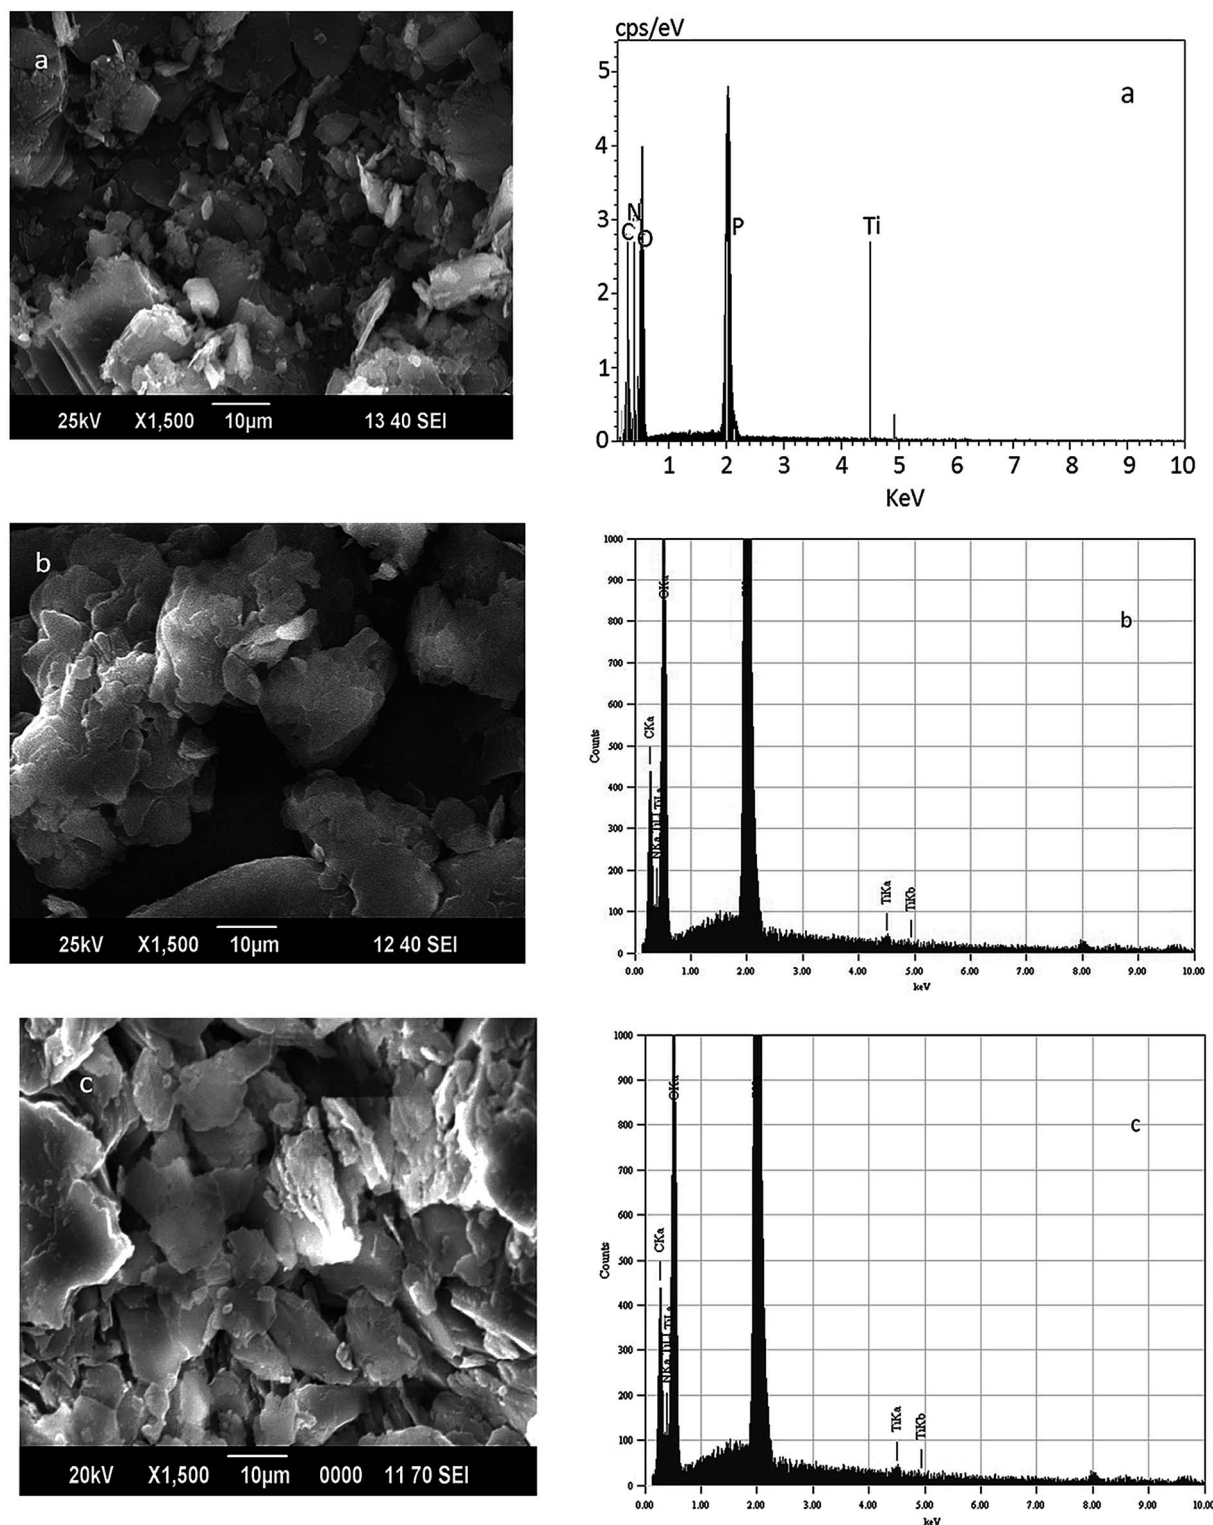 a
25kV X1,500 10µm 13 40 SEI
cps/eV
a
5
4
3
2
1
0
N
C
O
P
Ti
1 2 3 4 5 6 7 8 9 10
KeV
b
25kV X1,500 10µm 12 40 SEI
b
1000
900
800
700
600
500
400
300
200
100
0
Counts
CKa
OKa
TiKa
TiKb
0.00 1.00 2.00 3.00 4.00 5.00 6.00 7.00 8.00 9.00 10.00
keV
c
20kV X1,500 10µm 0000 11 70 SEI
c
1000
900
800
700
600
500
400
300
200
100
0
Counts
CKa
OKa
TiKa
TiKb
0.00 1.00 2.00 3.00 4.00 5.00 6.00 7.00 8.00 9.00 10.00
keV